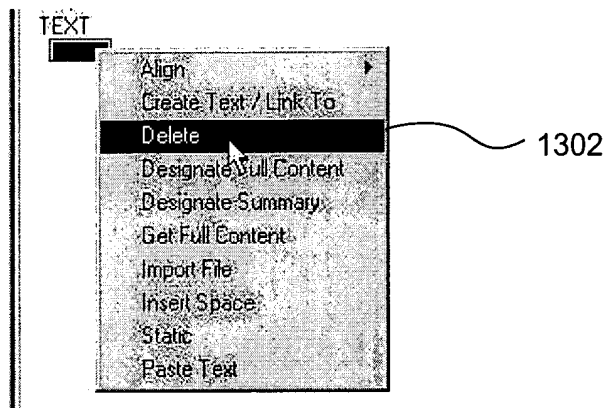 TEXT
Align
Create Text / Link To
Delete
1302
Designate Full Content
Designate Summary
Get Full Content
Import File
Insert Space
Static
Paste Text